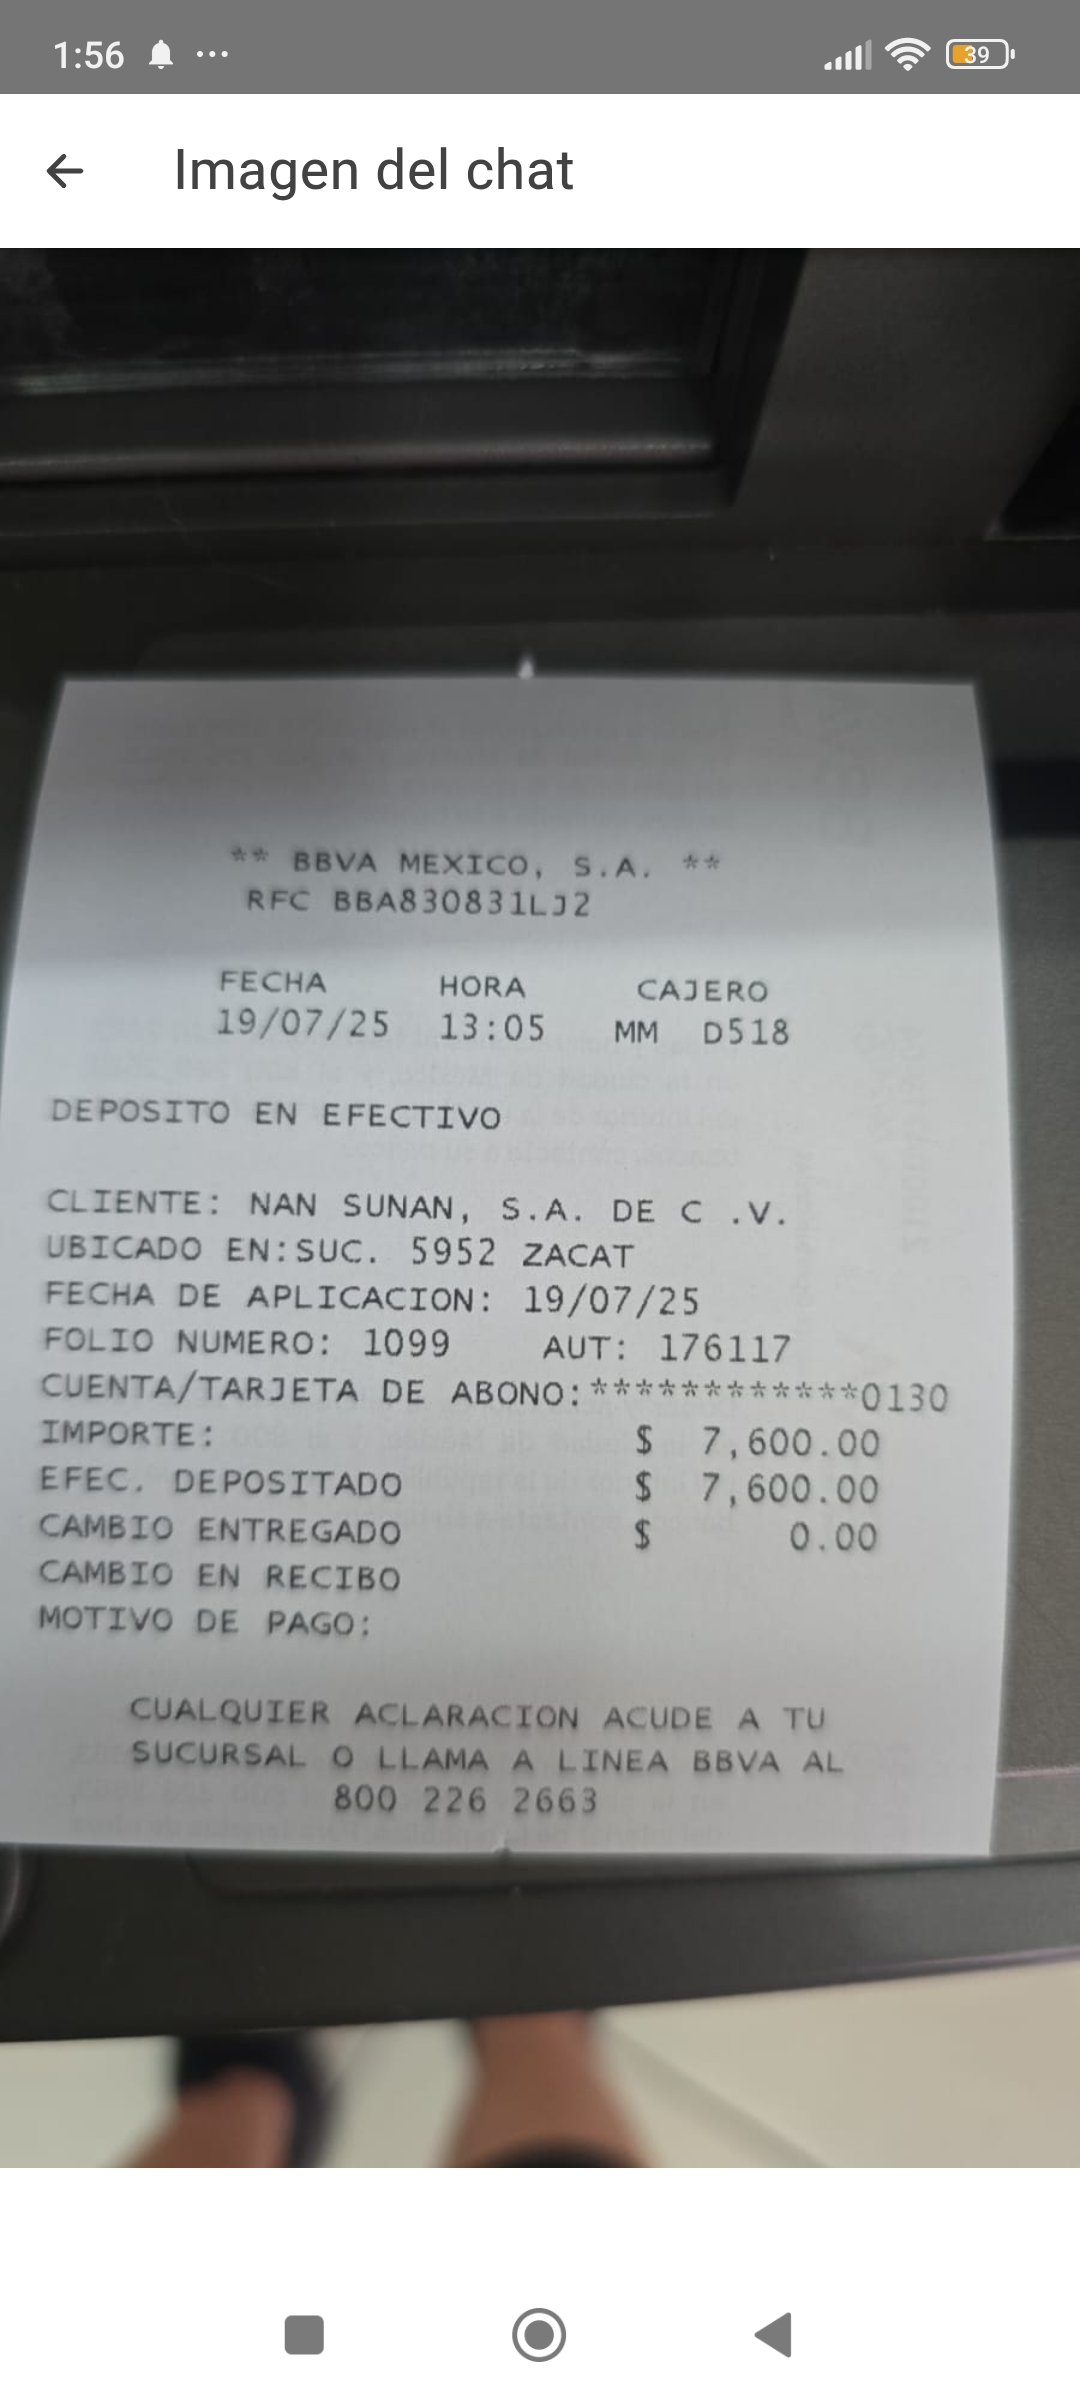 1:56 ...
39
Imagen del chat
** BBVA MEXICO, S.A. **
RFC BBA830831LJ2
FECHA HORA CAJERO
19/07/25 13:05 MM D518
DEPOSITO EN EFECTIVO
CLIENTE: NAN SUNAN, S.A. DE C .V.
UBICADO EN:SUC. 5952 ZACAT
FECHA DE APLICACION: 19/07/25
FOLIO NUMERO: 1099 AUT: 176117
CUENTA/TARJETA DE ABONO:************0130
IMPORTE: $ 7,600.00
EFEC. DEPOSITADO $ 7,600.00
CAMBIO ENTREGADO $ 0.00
CAMBIO EN RECIBO
MOTIVO DE PAGO:
CUALQUIER ACLARACION ACUDE A TU
SUCURSAL O LLAMA A LINEA BBVA AL
800 226 2663